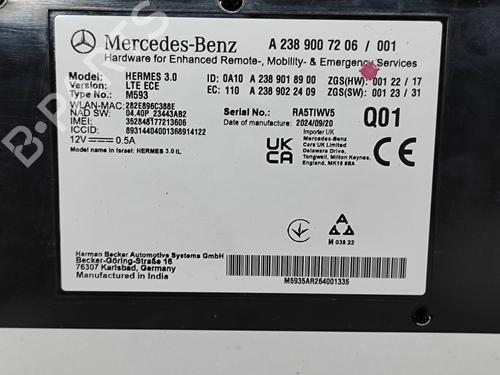 Mercedes-Benz
A 238 900 72 06 / 001
Hardware for Enhanced Remote-, Mobility- & Emergency Services
Model: HERMES 3.0
ID: 0A10 A 238 901 89 00 ZGS(HW): 001 22 / 17
Version: LTE ECE
EC: 110 A 238 902 24 09 ZGS(SW): 001 23 / 31
Type No.: M593
WLAN-MAC: 282E896C388E
NAD SW: 04.40P 23443AB2
IMEI: 352848177213606
ICCID: 89314404001368914122
12V 0.5A
Model name in Israel: HERMES 3.0 IL
Serial No.: RA5TIWV5
Date of manufacture: 2024/09/20
Q01
UK
CA
Importer UK
Mercedes-Benz
Cars UK Limited
Delaware Drive,
Tongwell, Milton Keynes,
England, MK15 8BA
CE
M 038 22
Harman Becker Automotive Systems GmbH
Becker-Göring-Straße 16
76307 Karlsbad, Germany
Manufactured in India
M5935AR264001335
B-Parts